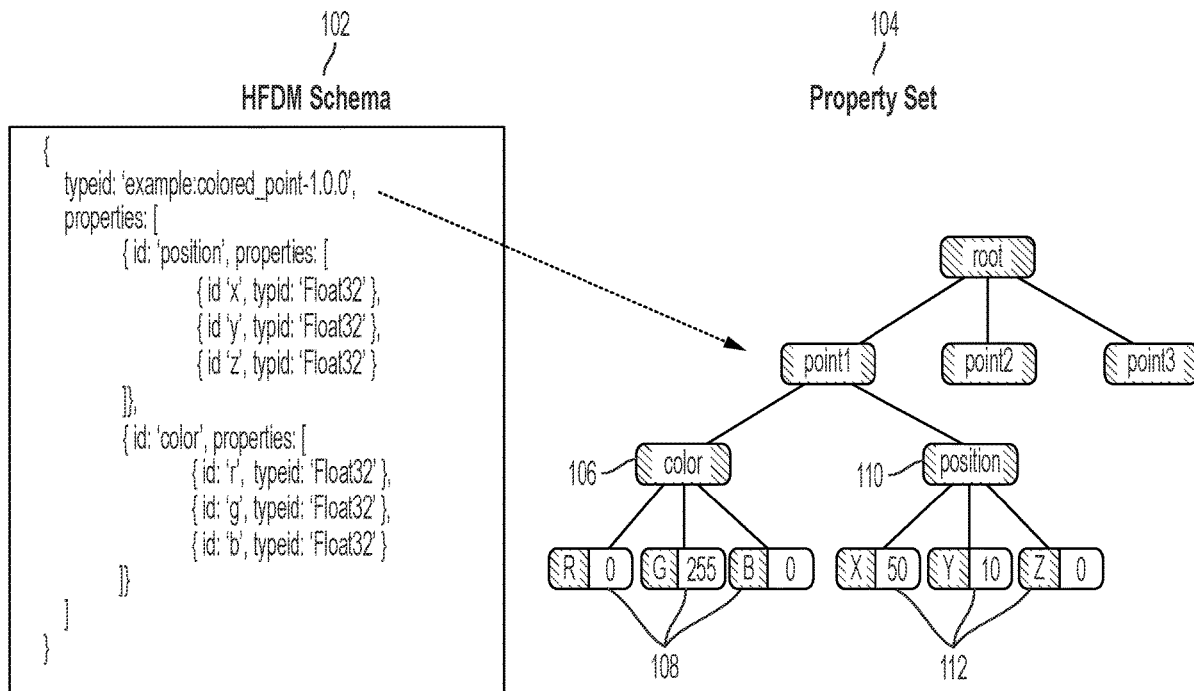 102
HFDM Schema
{
typeid: 'example:colored_point-1.0.0',
properties: [
{ id: 'position', properties: [
{ id 'x', typid: 'Float32' },
{ id 'y', typid: 'Float32' },
{ id 'z', typid: 'Float32' }
]},
{ id: 'color', properties: [
{ id: 'r', typeid: 'Float32' },
{ id: 'g', typeid: 'Float32' },
{ id: 'b', typeid: 'Float32' }
]}
]
}
104
Property Set
root
point1 point2 point3
106 color 110 position
R 0 G 255 B 0 X 50 Y 10 Z 0
108 112